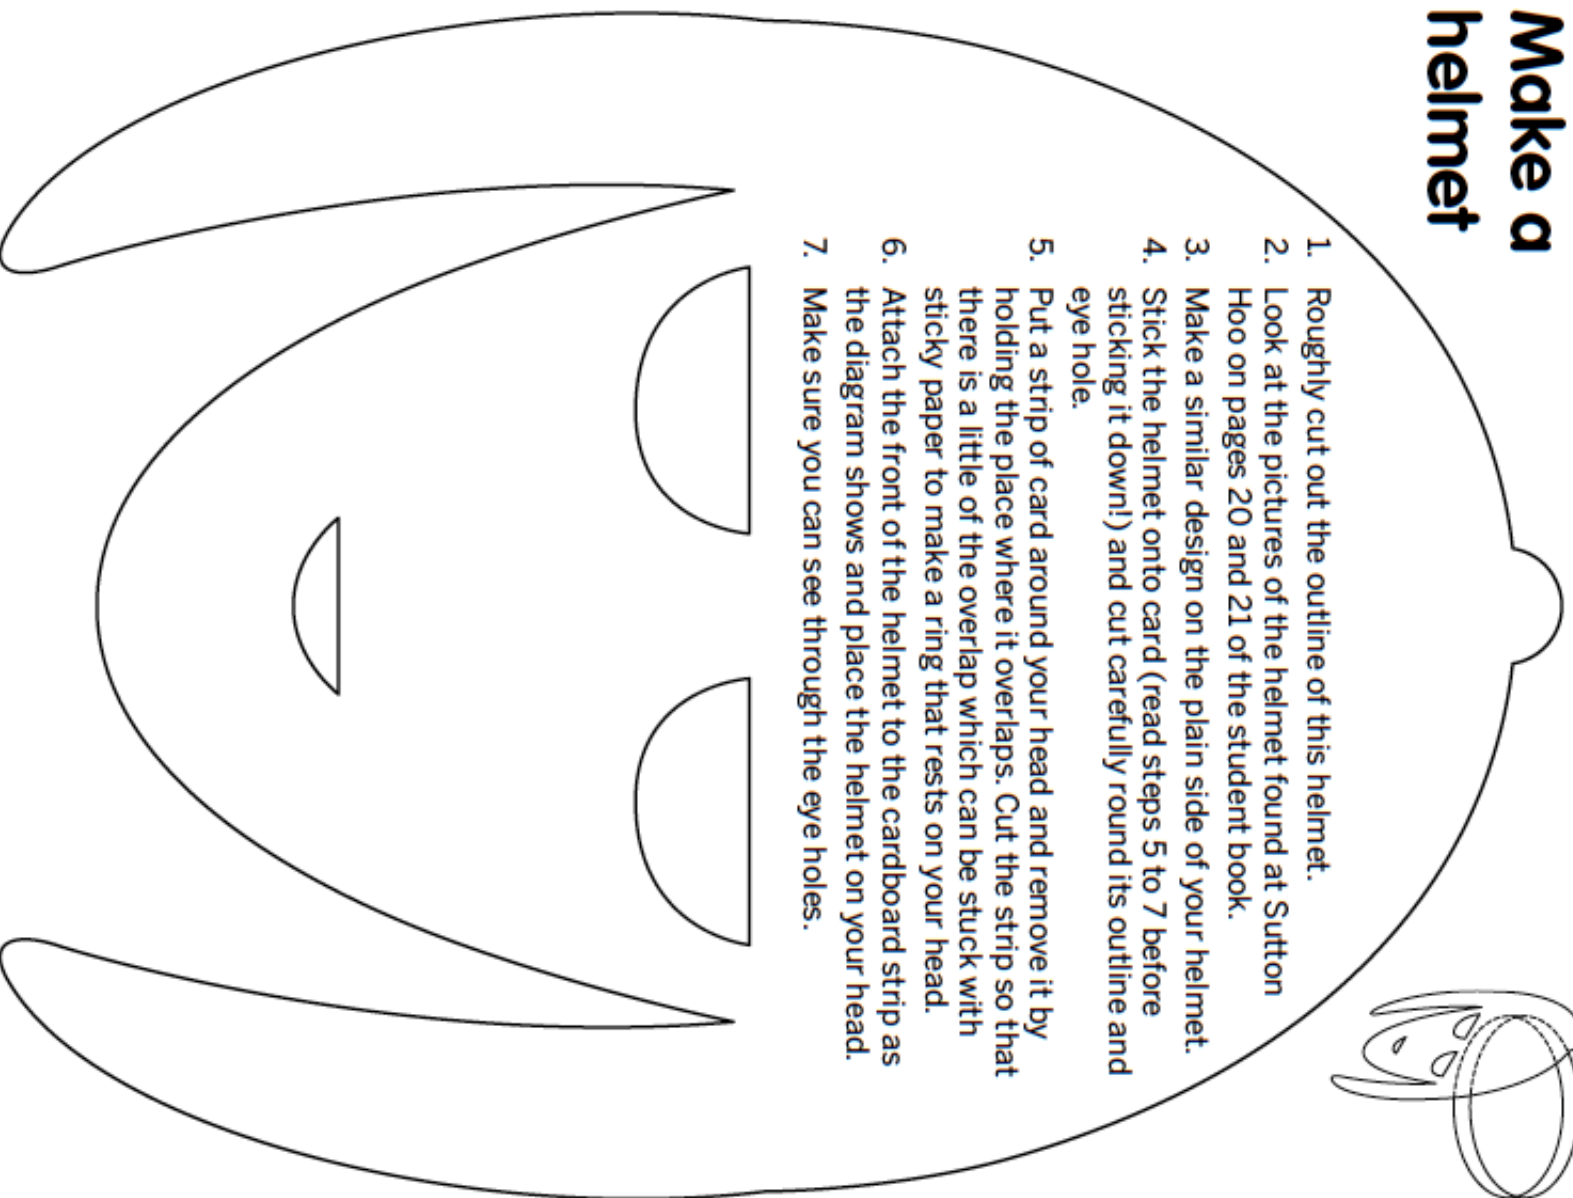 Make a
helmet
1. Roughly cut out the outline of this helmet.
2. Look at the pictures of the helmet found at Sutton
Hoo on pages 20 and 21 of the student book.
3. Make a similar design on the plain side of your helmet.
4. Stick the helmet onto card (read steps 5 to 7 before
sticking it down!) and cut carefully round its outline and
eye hole.
5. Put a strip of card around your head and remove it by
holding the place where it overlaps. Cut the strip so that
there is a little of the overlap which can be stuck with
sticky paper to make a ring that rests on your head.
6. Attach the front of the helmet to the cardboard strip as
the diagram shows and place the helmet on your head.
7. Make sure you can see through the eye holes.